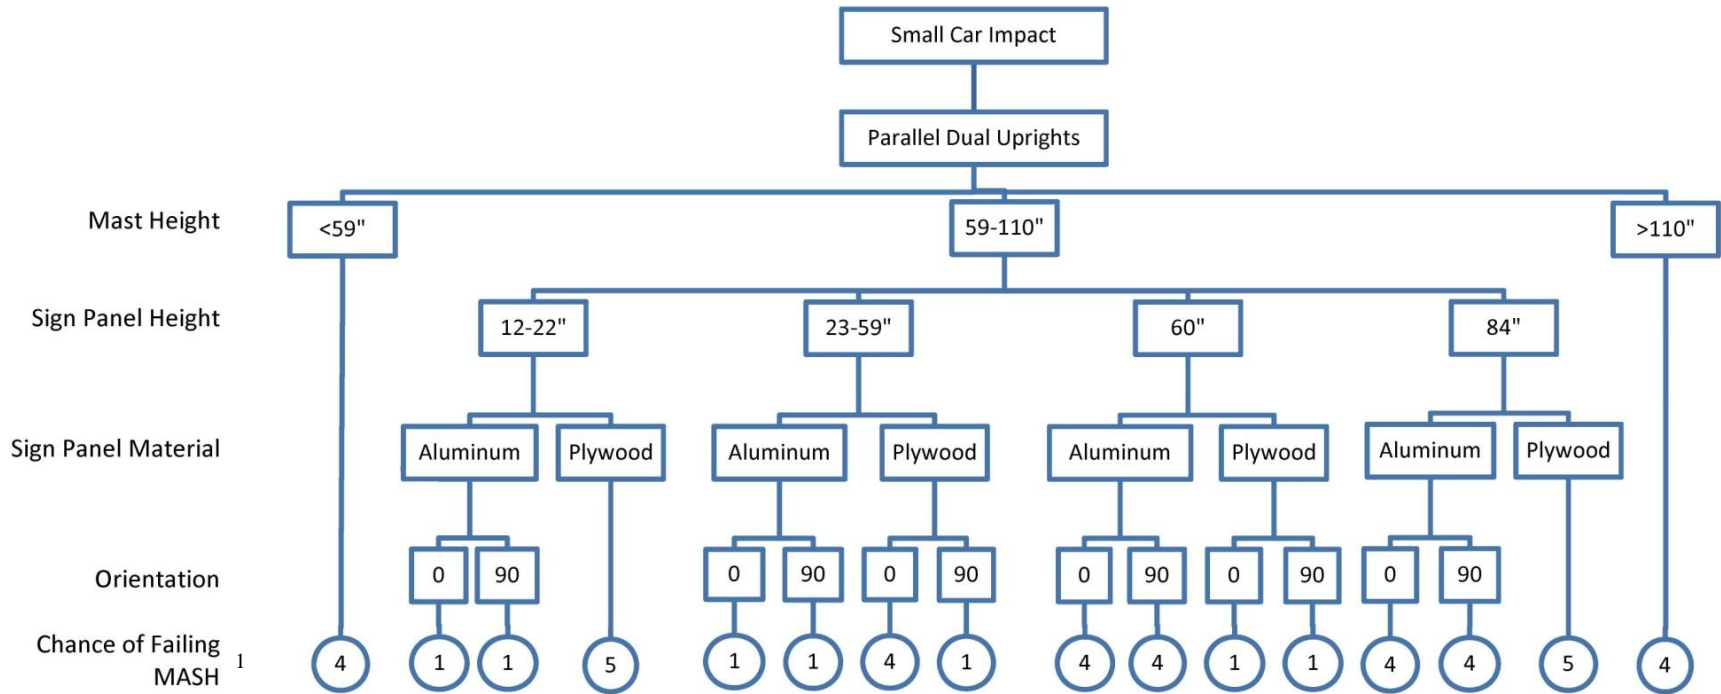 Small Car Impact
Parallel Dual Uprights
Mast Height
<59"
59-110"
>110"
Sign Panel Height
12-22"
23-59"
60"
84"
Sign Panel Material
Aluminum
Plywood
Aluminum
Plywood
Aluminum
Plywood
Aluminum
Plywood
Orientation
0
90
0
90
0
90
0
90
0
90
0
90
Chance of Failing
MASH
1
4
1
1
5
1
1
4
1
4
4
1
1
4
4
5
4